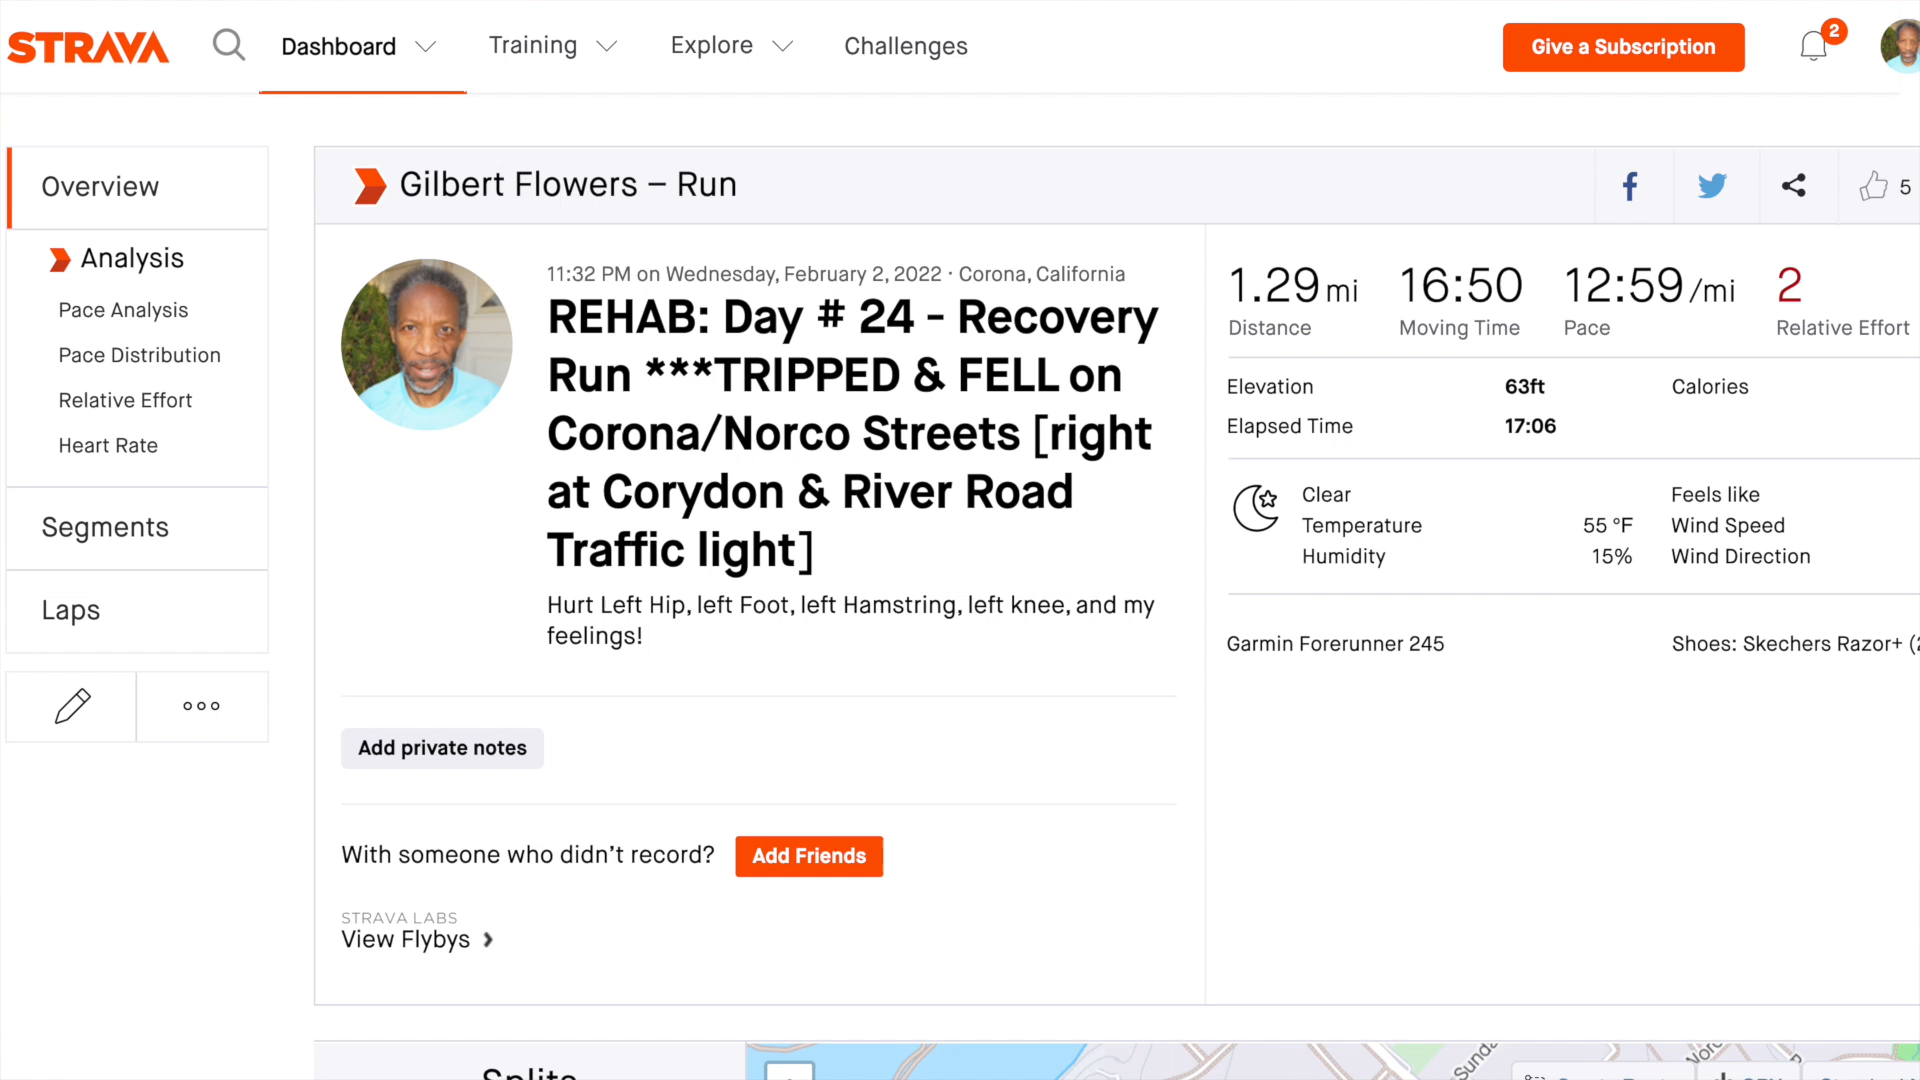 STRAVA
Dashboard
Training
Explore
Challenges
Give a Subscription
2
Overview
Analysis
Pace Analysis
Pace Distribution
Relative Effort
Heart Rate
Segments
Laps
Gilbert Flowers – Run
5
11:32 PM on Wednesday, February 2, 2022 · Corona, California
REHAB: Day # 24 - Recovery
Run ***TRIPPED & FELL on
Corona/Norco Streets [right
at Corydon & River Road
Traffic light]
Hurt Left Hip, left Foot, left Hamstring, left knee, and my
feelings!
Add private notes
With someone who didn't record?
Add Friends
STRAVA LABS
View Flybys
1.29 mi
Distance
16:50
Moving Time
12:59 /mi
Pace
2
Relative Effort
Elevation
63ft
Calories
Elapsed Time
17:06
Clear
Feels like
Temperature
55 °F
Wind Speed
Humidity
15%
Wind Direction
Garmin Forerunner 245
Shoes: Skechers Razor+
Splits